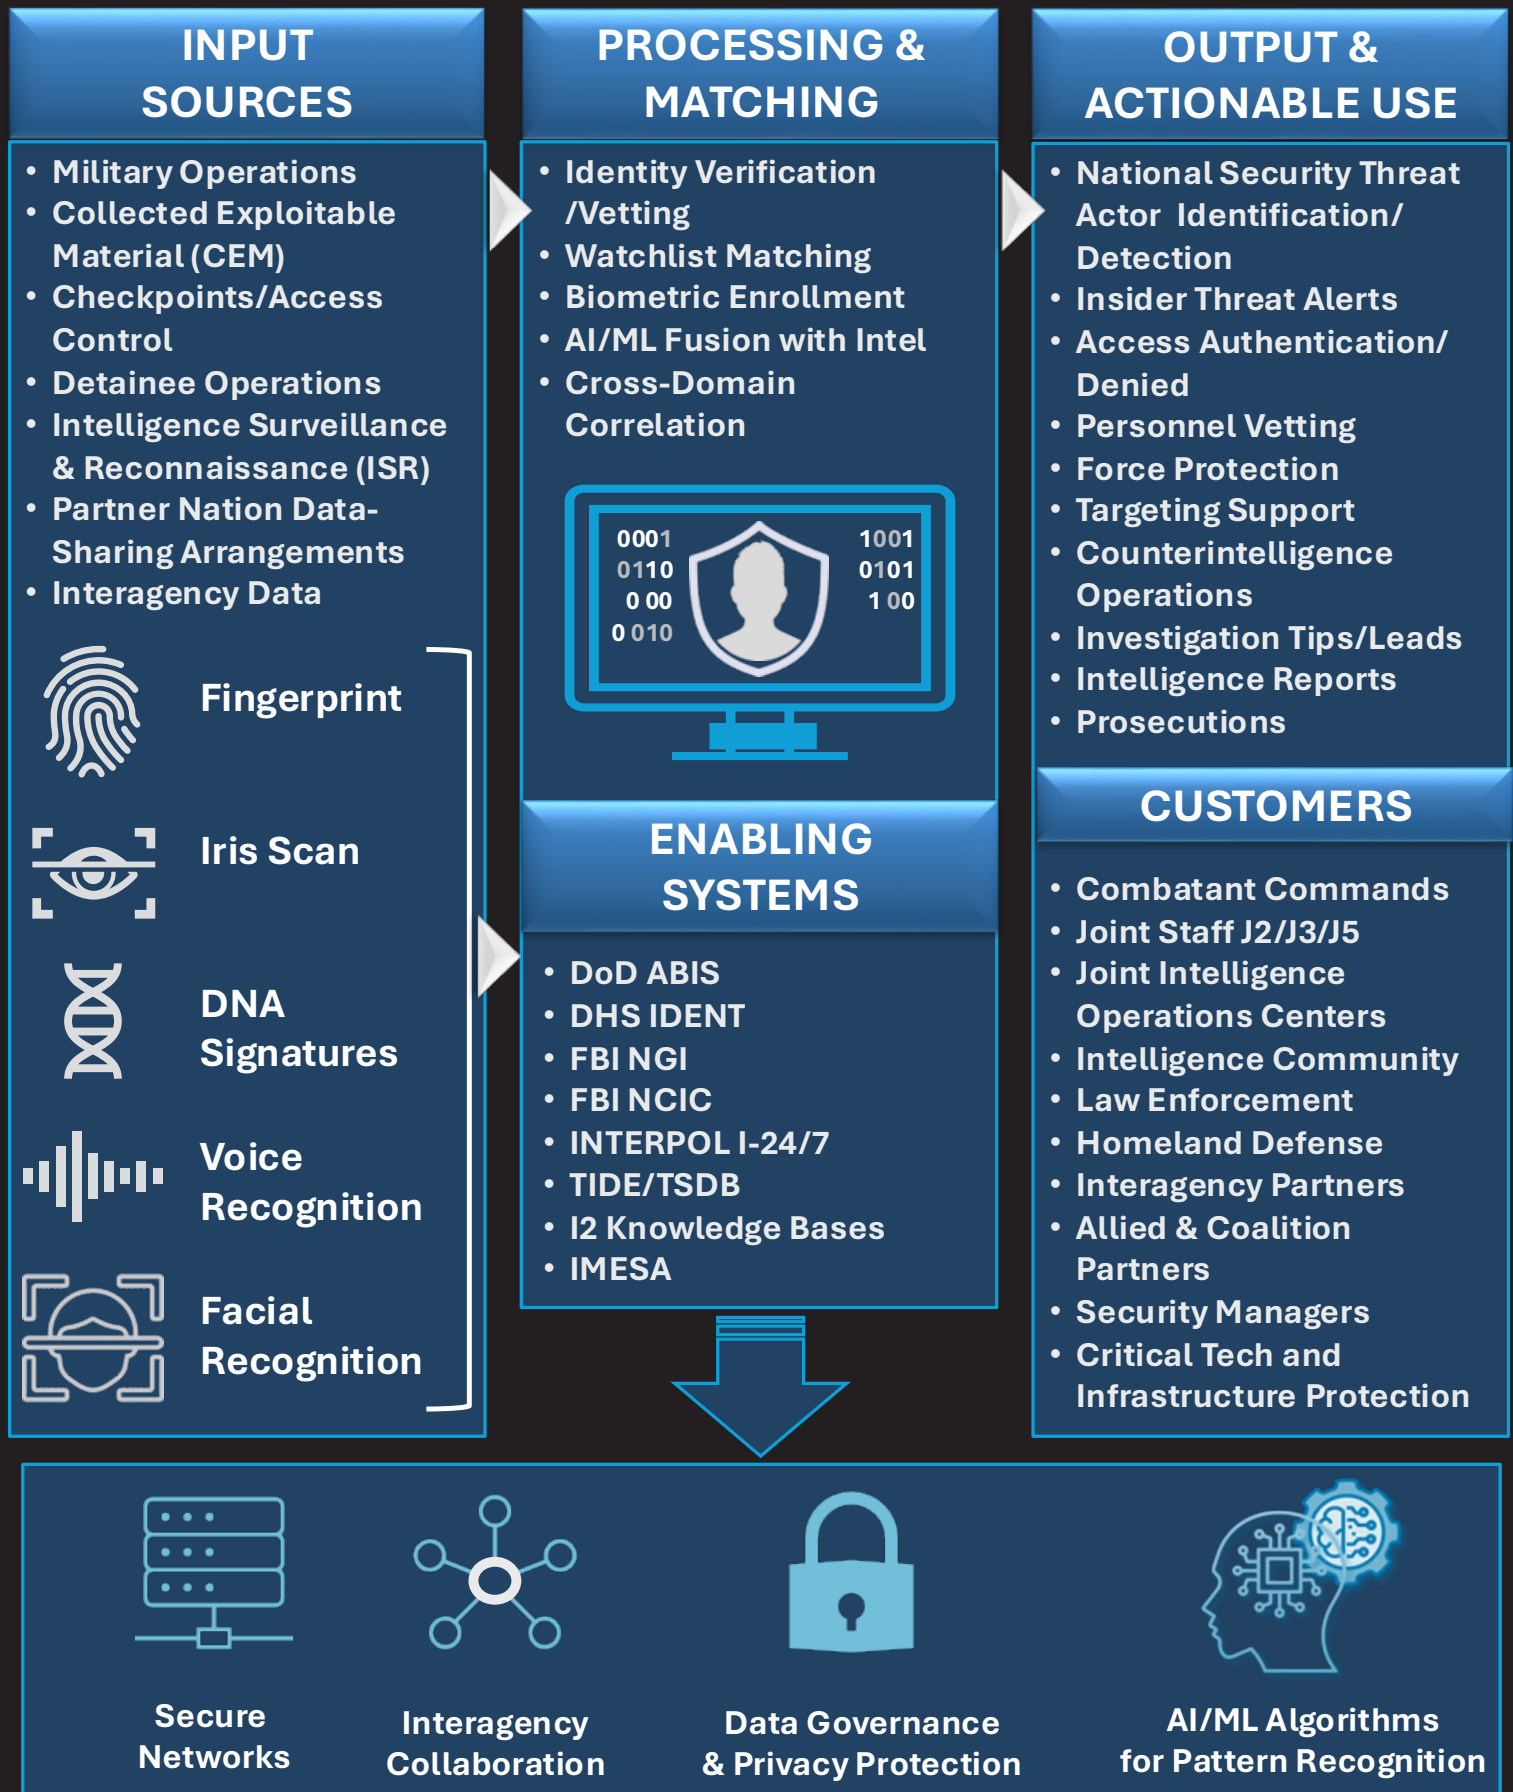 INPUT
SOURCES
• Military Operations
• Collected Exploitable
Material (CEM)
• Checkpoints/Access
Control
• Detainee Operations
• Intelligence Surveillance
& Reconnaissance (ISR)
• Partner Nation Data-
Sharing Arrangements
• Interagency Data
Fingerprint
Iris Scan
DNA
Signatures
Voice
Recognition
Facial
Recognition
PROCESSING &
MATCHING
• Identity Verification
/Vetting
• Watchlist Matching
• Biometric Enrollment
• AI/ML Fusion with Intel
• Cross-Domain
Correlation
0001
0110
0 00
0 010
1001
0101
1 00
ENABLING
SYSTEMS
• DoD ABIS
• DHS IDENT
• FBI NGI
• FBI NCIC
• INTERPOL I-24/7
• TIDE/TSDB
• I2 Knowledge Bases
• IMESA
OUTPUT &
ACTIONABLE USE
• National Security Threat
Actor Identification/
Detection
• Insider Threat Alerts
• Access Authentication/
Denied
• Personnel Vetting
• Force Protection
• Targeting Support
• Counterintelligence
Operations
• Investigation Tips/Leads
• Intelligence Reports
• Prosecutions
CUSTOMERS
• Combatant Commands
• Joint Staff J2/J3/J5
• Joint Intelligence
Operations Centers
• Intelligence Community
• Law Enforcement
• Homeland Defense
• Interagency Partners
• Allied & Coalition
Partners
• Security Managers
• Critical Tech and
Infrastructure Protection
Secure
Networks
Interagency
Collaboration
Data Governance
& Privacy Protection
AI/ML Algorithms
for Pattern Recognition